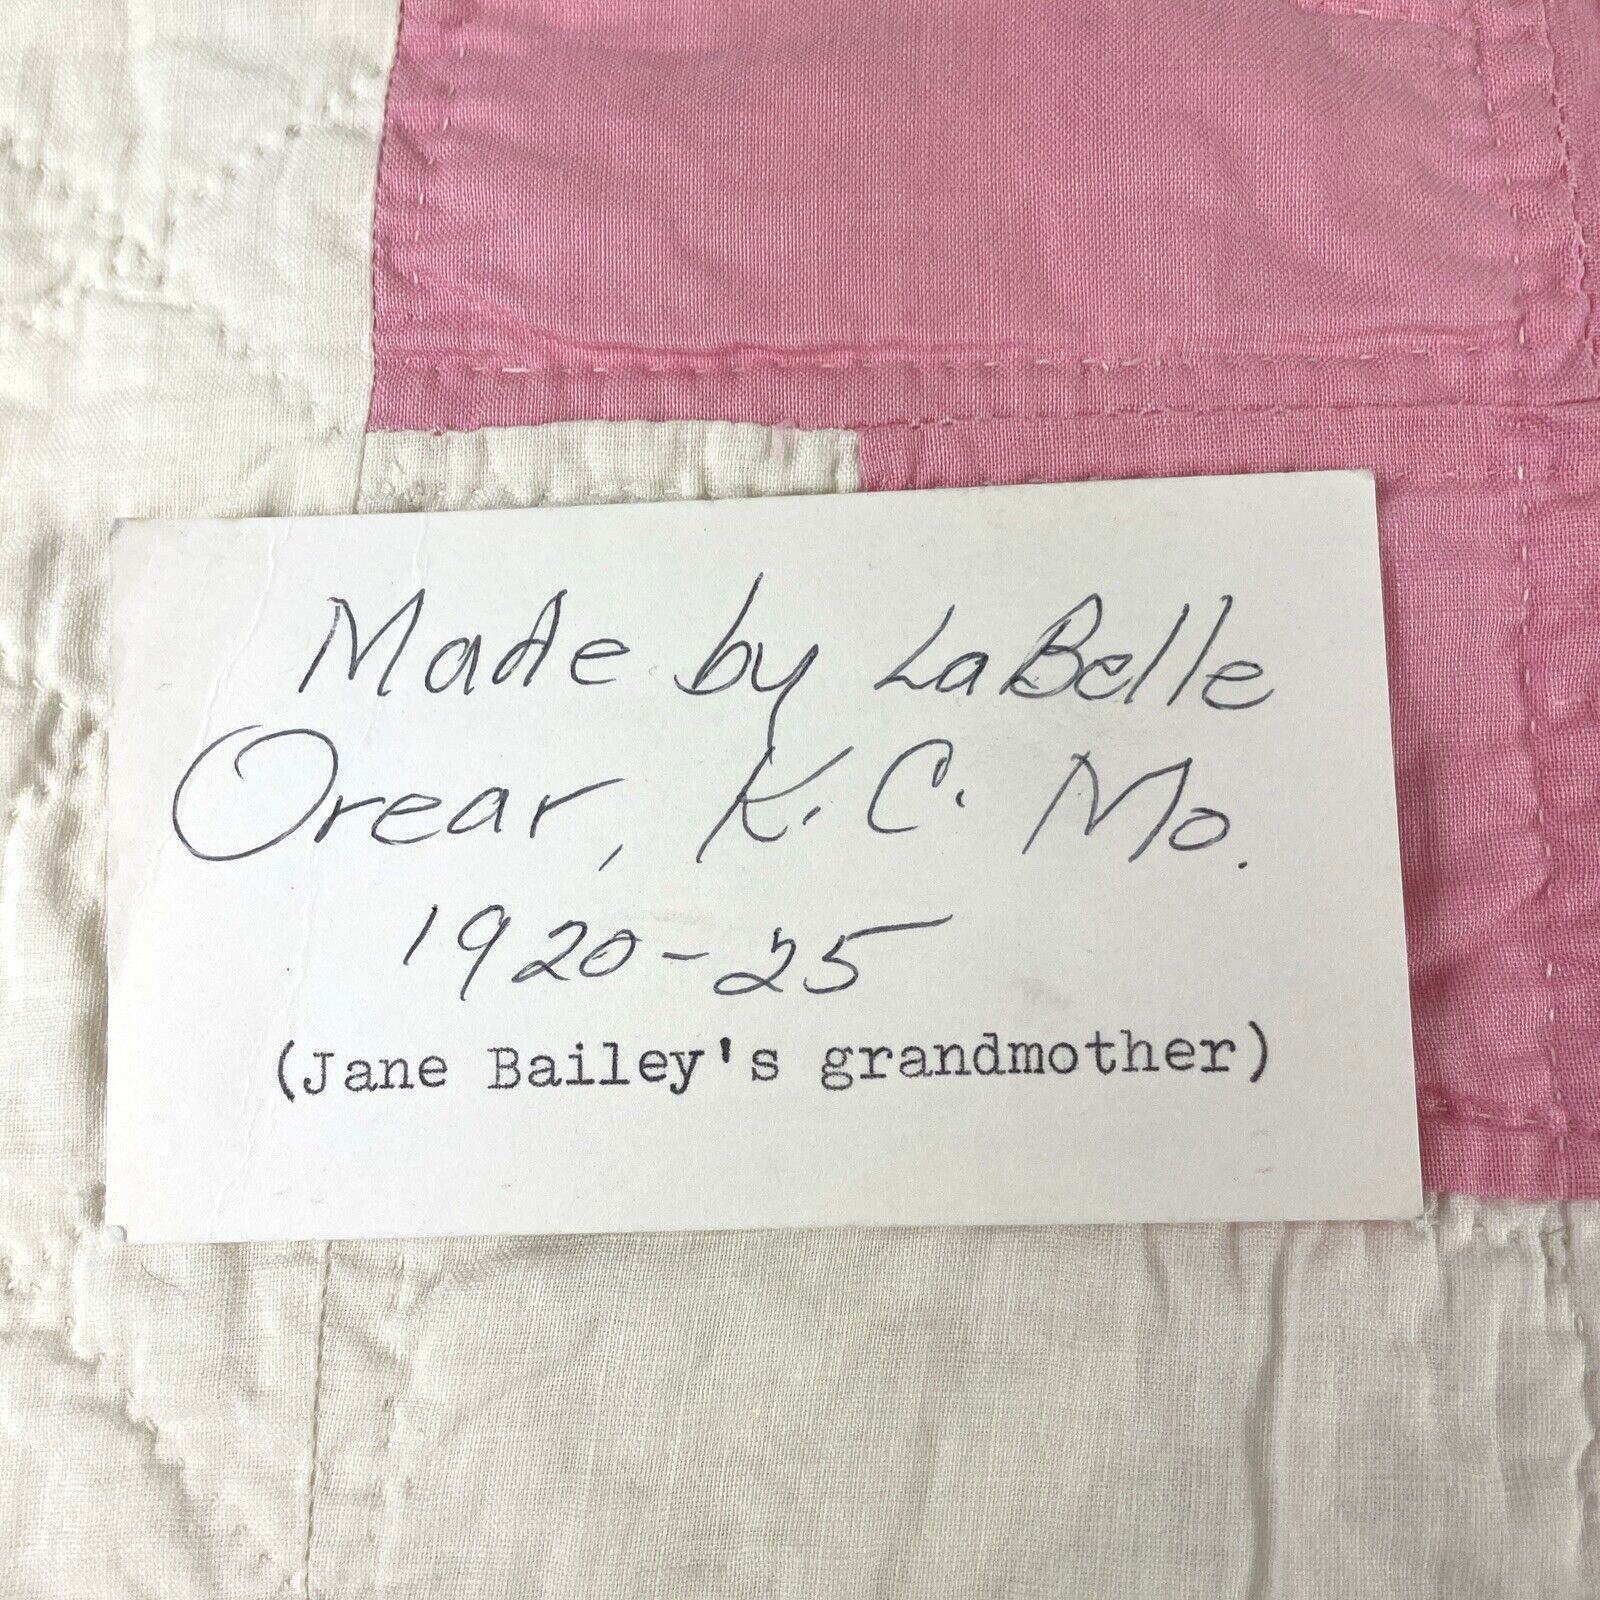 Made by LaBelle
Orear, K.C. Mo.
1920-25
(Jane Bailey's grandmother)